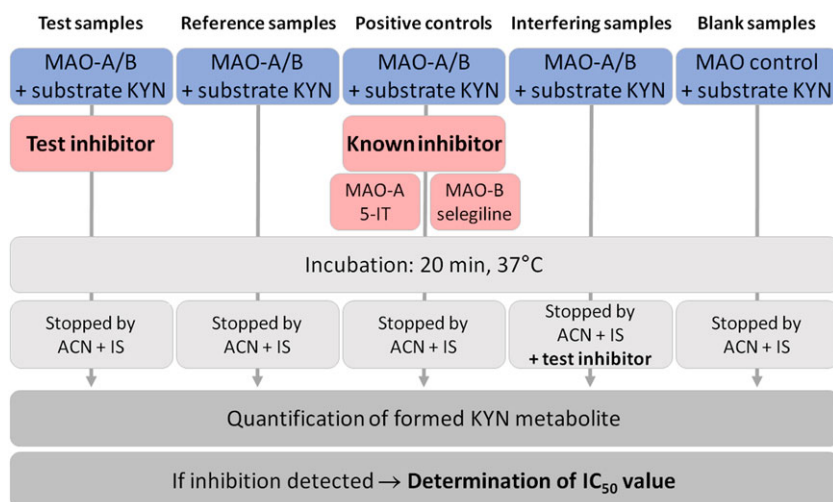 Test samples
Reference samples
Positive controls
Interfering samples
Blank samples
MAO-A/B
+ substrate KYN
MAO-A/B
+ substrate KYN
MAO-A/B
+ substrate KYN
MAO-A/B
+ substrate KYN
MAO control
+ substrate KYN
Test inhibitor
Known inhibitor
MAO-A
5-IT
MAO-B
selegiline
Incubation: 20 min, 37°C
Stopped by
ACN + IS
Stopped by
ACN + IS
Stopped by
ACN + IS
Stopped by
ACN + IS
+ test inhibitor
Stopped by
ACN + IS
Quantification of formed KYN metabolite
If inhibition detected → Determination of IC50 value